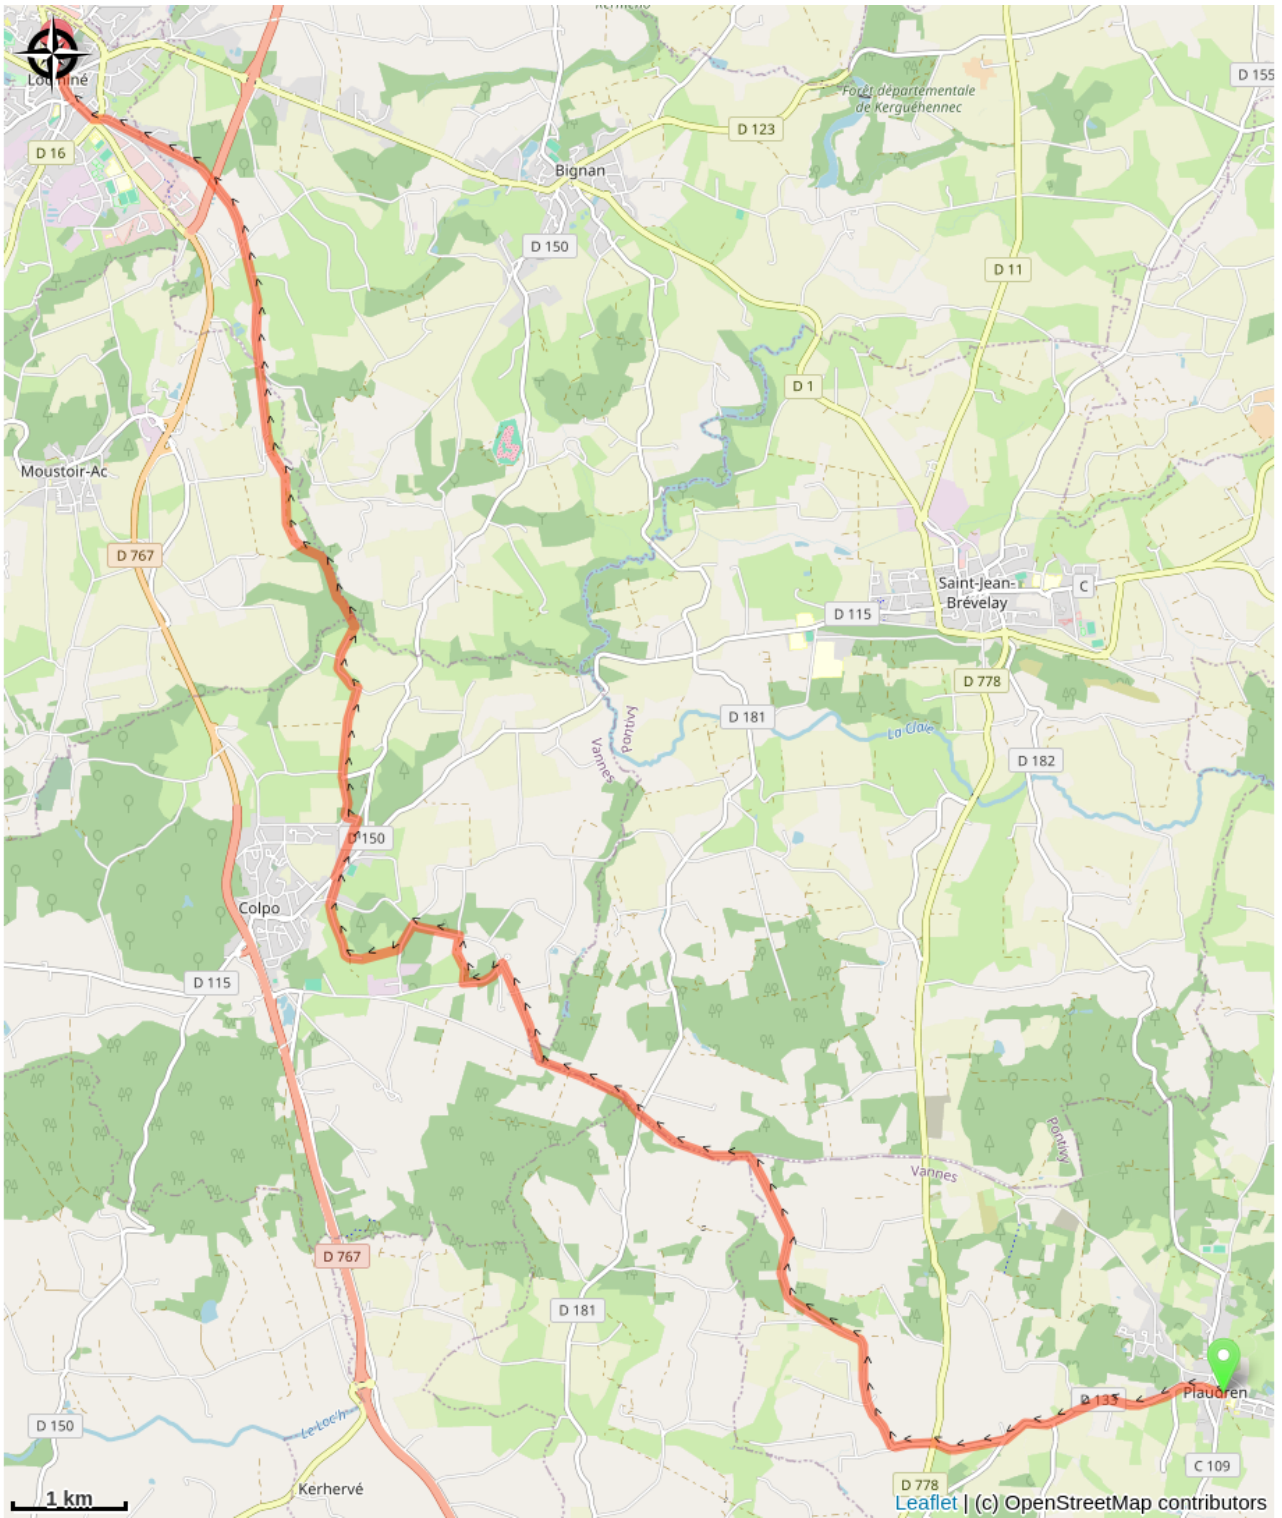 Locminé
D 155
Forêt départementale
de Kerguéhennec
D 123
D 16
Bignan
D 150
D 11
D 1
Moustoir-Ac
D 767
Saint-Jean-
Brévelay
C
D 115
D 778
Pontivy
D 181
La Claie
Vannes
D 182
D 150
Colpo
D 115
Pontivy
Vannes
D 767
D 181
Plaudren
D 133
D 150
Le Loc'h
C 109
D 778
Kerhervé
1 km
Leaflet | (c) OpenStreetMap contributors